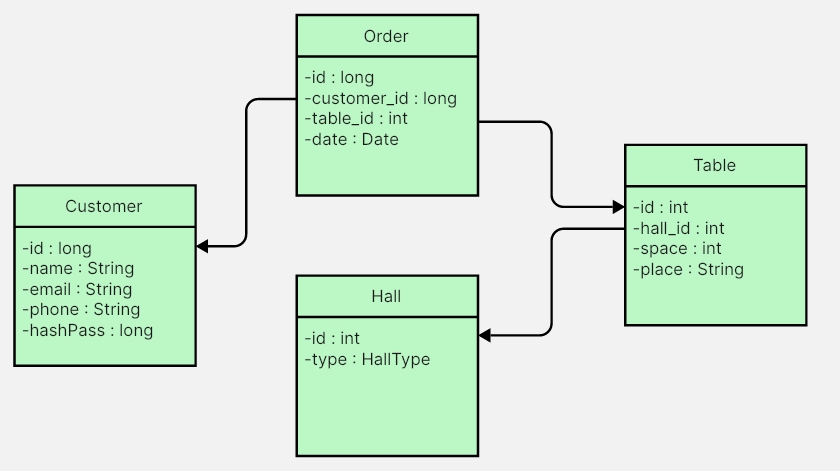 Order
-id : long
-customer_id : long
-table_id : int
-date : Date
Table
-id : int
-hall_id : int
-space : int
-place : String
Customer
-id : long
-name : String
-email : String
-phone : String
-hashPass : long
Hall
-id : int
-type : HallType